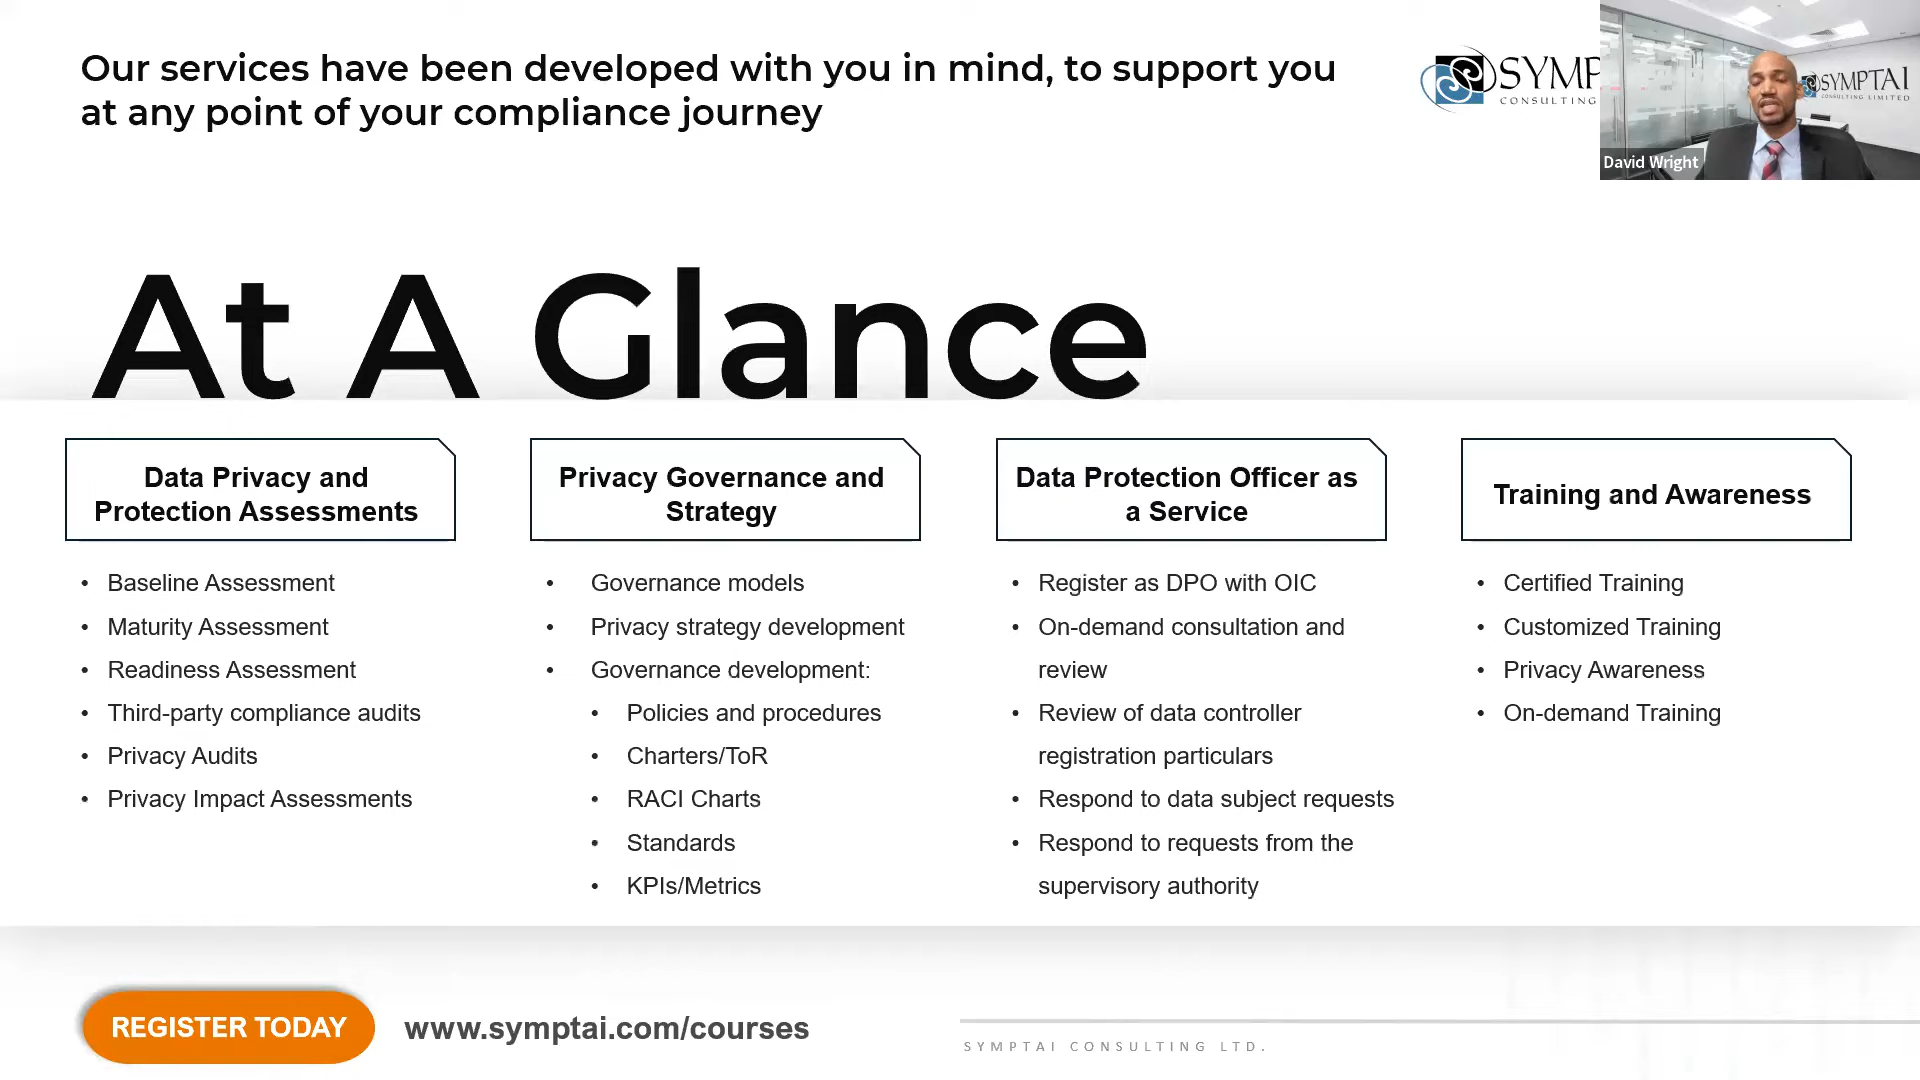 Our services have been developed with you in mind, to support you
at any point of your compliance journey
SYMP
CONSULTING
SYMPTAI
CONSULTING LIMITED
David Wright
At A Glance
Data Privacy and
Protection Assessments
• Baseline Assessment
• Maturity Assessment
• Readiness Assessment
• Third-party compliance audits
• Privacy Audits
• Privacy Impact Assessments
Privacy Governance and
Strategy
• Governance models
• Privacy strategy development
• Governance development:
• Policies and procedures
• Charters/ToR
• RACI Charts
• Standards
• KPIs/Metrics
Data Protection Officer as
a Service
• Register as DPO with OIC
• On-demand consultation and
review
• Review of data controller
registration particulars
• Respond to data subject requests
• Respond to requests from the
supervisory authority
Training and Awareness
• Certified Training
• Customized Training
• Privacy Awareness
• On-demand Training
REGISTER TODAY
www.symptai.com/courses
SYMPTAI CONSULTING LTD.